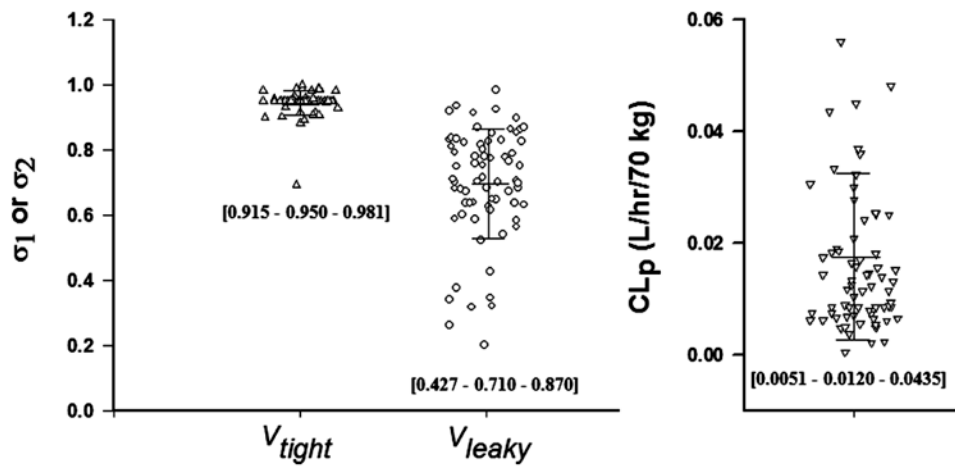 σ1 or σ2
1.2
1.0
0.8
0.6
0.4
0.2
0.0
[0.915 - 0.950 - 0.981]
[0.427 - 0.710 - 0.870]
Vtight
Vleaky
CLp (L/hr/70 kg)
0.06
0.04
0.02
0.00
[0.0051 - 0.0120 - 0.0435]